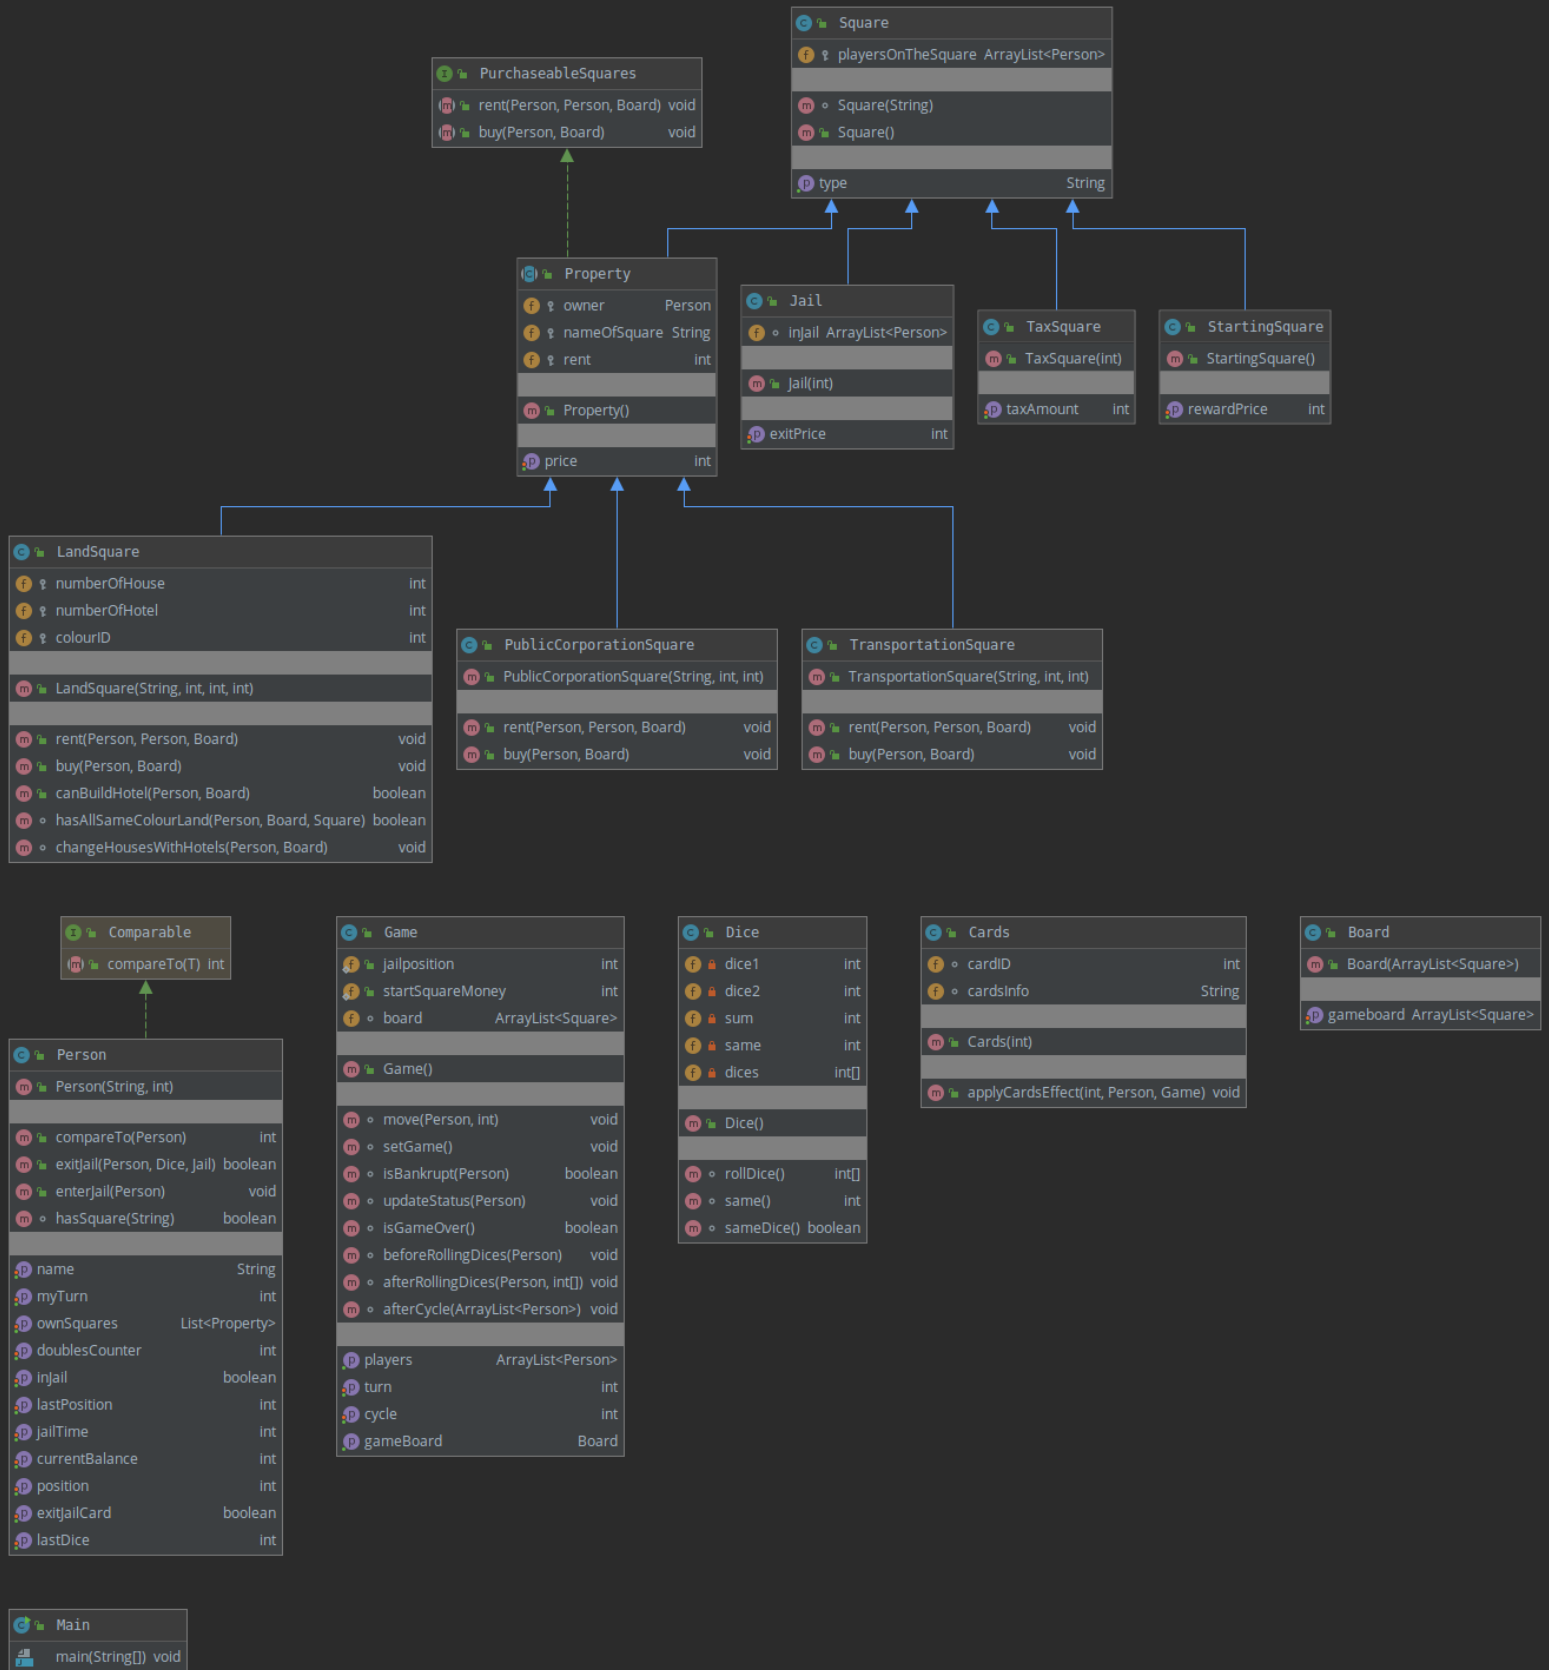 Square
playersOnTheSquare ArrayList<Person>
Square(String)
Square()
type String
PurchaseableSquares
rent(Person, Person, Board) void
buy(Person, Board) void
Property
owner Person
nameOfSquare String
rent int
Property()
price int
Jail
inJail ArrayList<Person>
Jail(int)
exitPrice int
TaxSquare
TaxSquare(int)
taxAmount int
StartingSquare
StartingSquare()
rewardPrice int
LandSquare
numberOfHouse int
numberOfHotel int
colourID int
LandSquare(String, int, int, int)
rent(Person, Person, Board) void
buy(Person, Board) void
canBuildHotel(Person, Board) boolean
hasAllSameColourLand(Person, Board, Square) boolean
changeHousesWithHotels(Person, Board) void
PublicCorporationSquare
PublicCorporationSquare(String, int, int)
rent(Person, Person, Board) void
buy(Person, Board) void
TransportationSquare
TransportationSquare(String, int, int)
rent(Person, Person, Board) void
buy(Person, Board) void
Comparable
compareTo(T) int
Person
Person(String, int)
compareTo(Person) int
exitJail(Person, Dice, Jail) boolean
enterJail(Person) void
hasSquare(String) boolean
name String
myTurn int
ownSquares List<Property>
doublesCounter int
inJail boolean
lastPosition int
jailTime int
currentBalance int
position int
exitJailCard boolean
lastDice int
Game
jailposition int
startSquareMoney int
board ArrayList<Square>
Game()
move(Person, int) void
setGame() void
isBankrupt(Person) boolean
updateStatus(Person) void
isGameOver() boolean
beforeRollingDices(Person) void
afterRollingDices(Person, int[]) void
afterCycle(ArrayList<Person>) void
players ArrayList<Person>
turn int
cycle int
gameBoard Board
Dice
dice1 int
dice2 int
sum int
same int
dices int[]
Dice()
rollDice() int[]
same() int
sameDice() boolean
Cards
cardID int
cardsInfo String
Cards(int)
applyCardsEffect(int, Person, Game) void
Board
Board(ArrayList<Square>)
gameboard ArrayList<Square>
Main
main(String[]) void